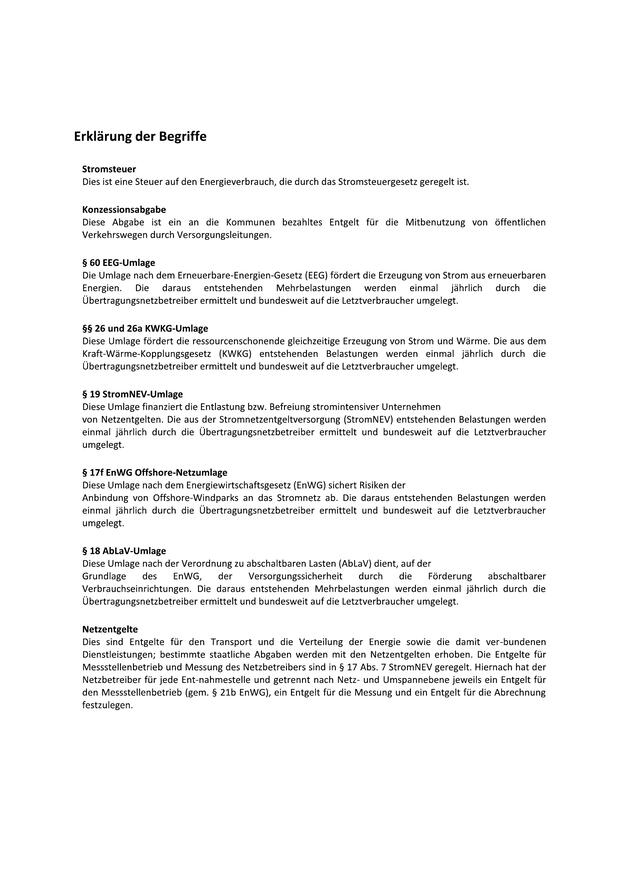 Erklärung der Begriffe
Stromsteuer
Dies ist eine Steuer auf den Energieverbrauch, die durch das Stromsteuergesetz geregelt ist.
Konzessionsabgabe
Diese Abgabe ist ein an die Kommunen bezahltes Entgelt für die Mitbenutzung von öffentlichen
Verkehrswegen durch Versorgungsleitungen.
§ 60 EEG-Umlage
Die Umlage nach dem Erneuerbare-Energien-Gesetz (EEG) fördert die Erzeugung von Strom aus erneuerbaren
Energien. Die daraus entstehenden Mehrbelastungen werden einmal jährlich durch die
Übertragungsnetzbetreiber ermittelt und bundesweit auf die Letztverbraucher umgelegt.
§§ 26 und 26a KWKG-Umlage
Diese Umlage fördert die ressourcenschonende gleichzeitige Erzeugung von Strom und Wärme. Die aus dem
Kraft-Wärme-Kopplungsgesetz (KWKG) entstehenden Belastungen werden einmal jährlich durch die
Übertragungsnetzbetreiber ermittelt und bundesweit auf die Letztverbraucher umgelegt.
§ 19 StromNEV-Umlage
Diese Umlage finanziert die Entlastung bzw. Befreiung stromintensiver Unternehmen
von Netzentgelten. Die aus der Stromnetzentgeltversorgung (StromNEV) entstehenden Belastungen werden
einmal jährlich durch die Übertragungsnetzbetreiber ermittelt und bundesweit auf die Letztverbraucher
umgelegt.
§ 17f EnWG Offshore-Netzumlage
Diese Umlage nach dem Energiewirtschaftsgesetz (EnWG) sichert Risiken der
Anbindung von Offshore-Windparks an das Stromnetz ab. Die daraus entstehenden Belastungen werden
einmal jährlich durch die Übertragungsnetzbetreiber ermittelt und bundesweit auf die Letztverbraucher
umgelegt.
§ 18 AbLaV-Umlage
Diese Umlage nach der Verordnung zu abschaltbaren Lasten (AbLaV) dient, auf der
Grundlage des EnWG, der Versorgungssicherheit durch die Förderung abschaltbarer
Verbrauchseinrichtungen. Die daraus entstehenden Mehrbelastungen werden einmal jährlich durch die
Übertragungsnetzbetreiber ermittelt und bundesweit auf die Letztverbraucher umgelegt.
Netzentgelte
Dies sind Entgelte für den Transport und die Verteilung der Energie sowie die damit ver-bundenen
Dienstleistungen; bestimmte staatliche Abgaben werden mit den Netzentgelten erhoben. Die Entgelte für
Messstellenbetrieb und Messung des Netzbetreibers sind in § 17 Abs. 7 StromNEV geregelt. Hiernach hat der
Netzbetreiber für jede Ent-nahmestelle und getrennt nach Netz- und Umspannebene jeweils ein Entgelt für
den Messstellenbetrieb (gem. § 21b EnWG), ein Entgelt für die Messung und ein Entgelt für die Abrechnung
festzulegen.